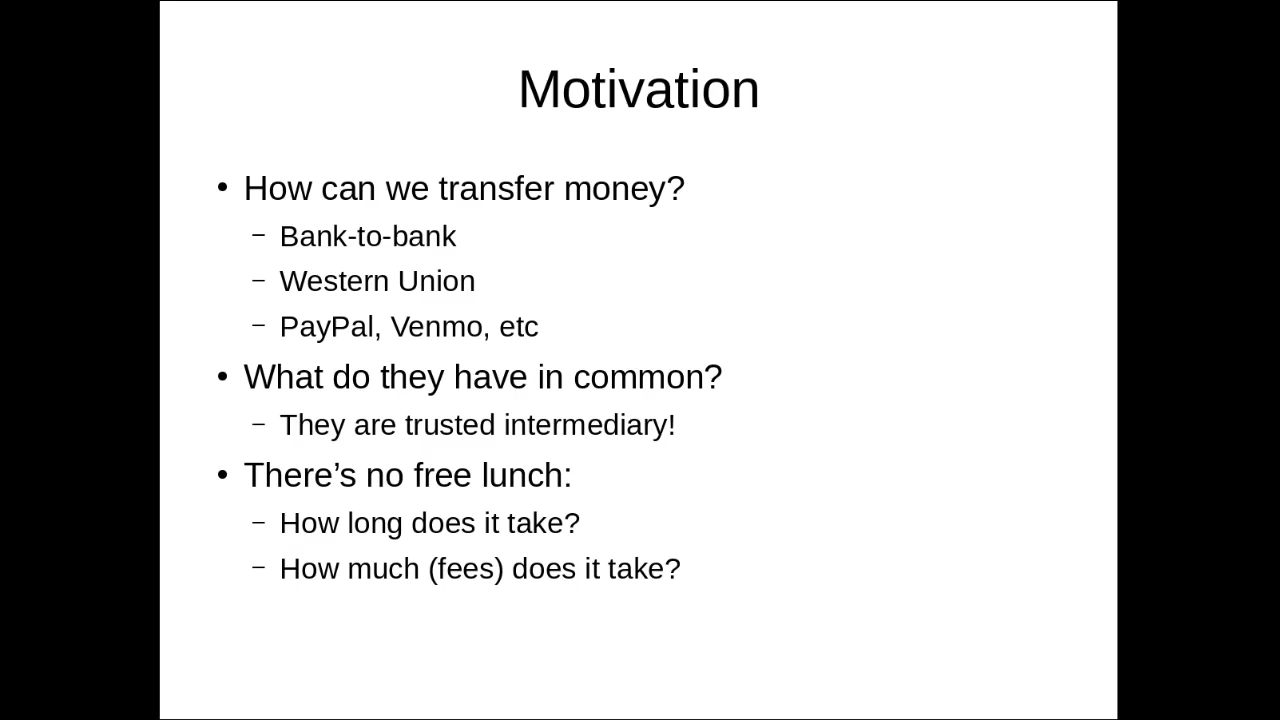 Motivation
• How can we transfer money?
– Bank-to-bank
– Western Union
– PayPal, Venmo, etc
• What do they have in common?
– They are trusted intermediary!
• There’s no free lunch:
– How long does it take?
– How much (fees) does it take?